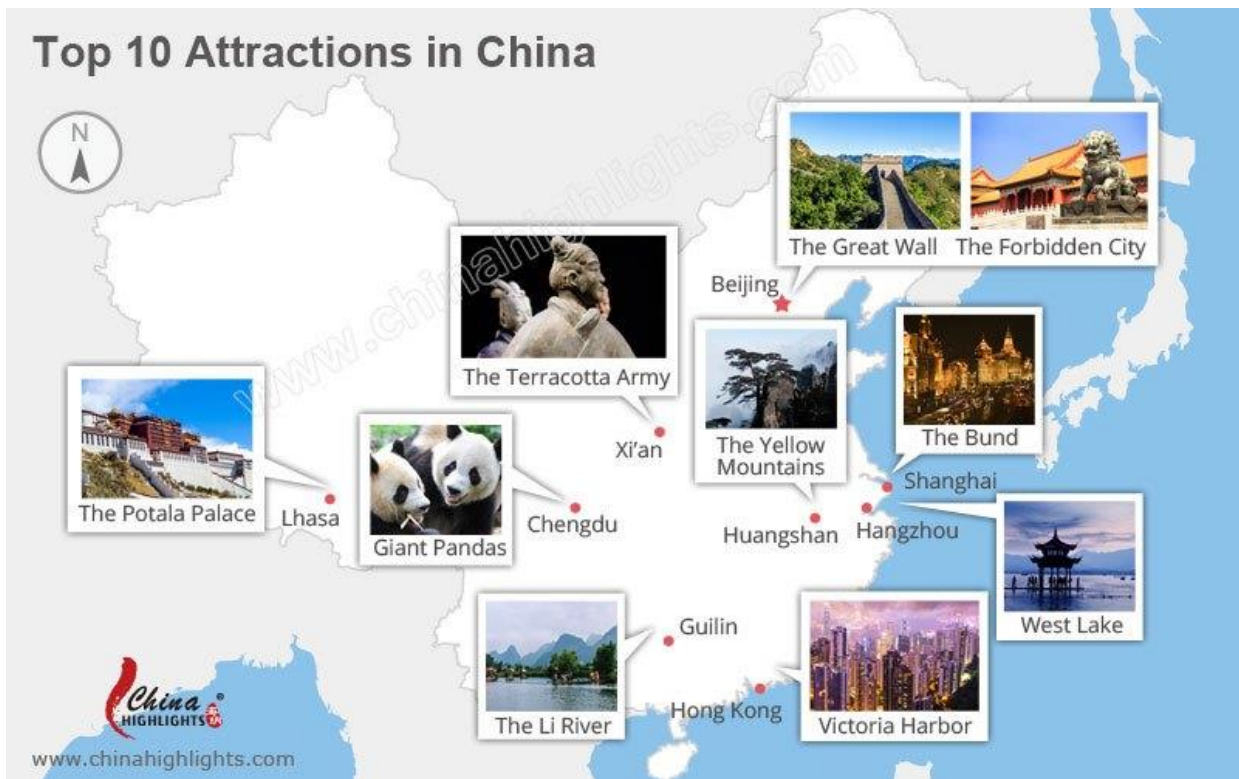 Top 10 Attractions in China
N
www.chinahighlights.com
The Great Wall
The Forbidden City
Beijing
The Terracotta Army
Xi'an
The Yellow
Mountains
The Bund
Shanghai
The Potala Palace
Lhasa
Giant Pandas
Chengdu
Huangshan
Hangzhou
West Lake
The Li River
Guilin
Hong Kong
Victoria Harbor
China®
HIGHLIGHTS
www.chinahighlights.com